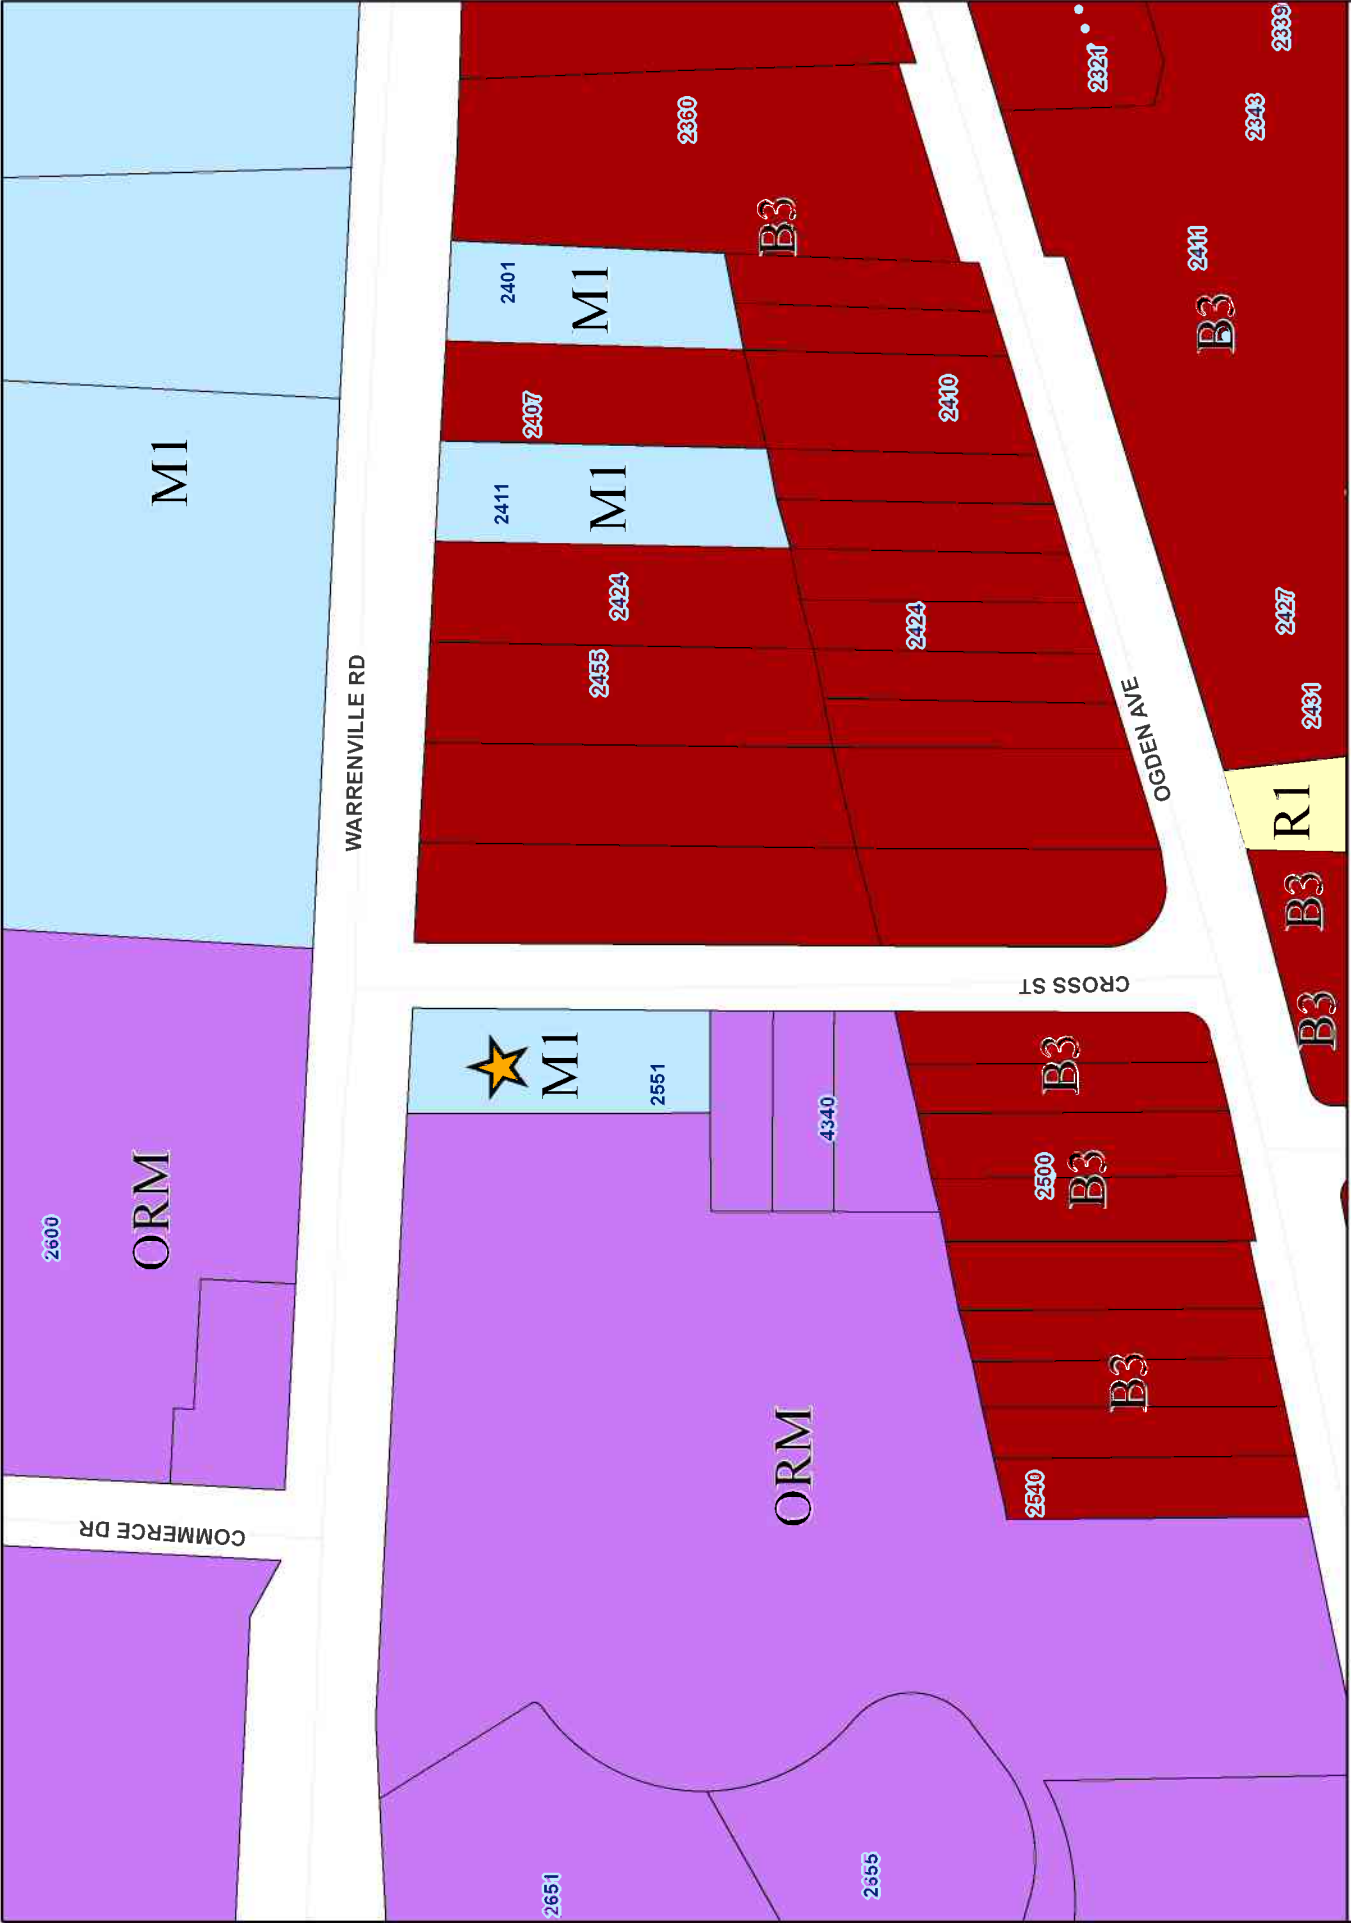 2600
ORM
M1
COMMERCE DR
WARRENVILLE RD
2651
2655
ORM
M1
2551
4340
CROSS ST
2455
2424
2411
M1
2407
2401
M1
2360
B3
2424
2410
2540
B3
2500
B3
B3
OGDEN AVE
B3
B3
R1
2431
2427
B3
2411
2343
2321
2339